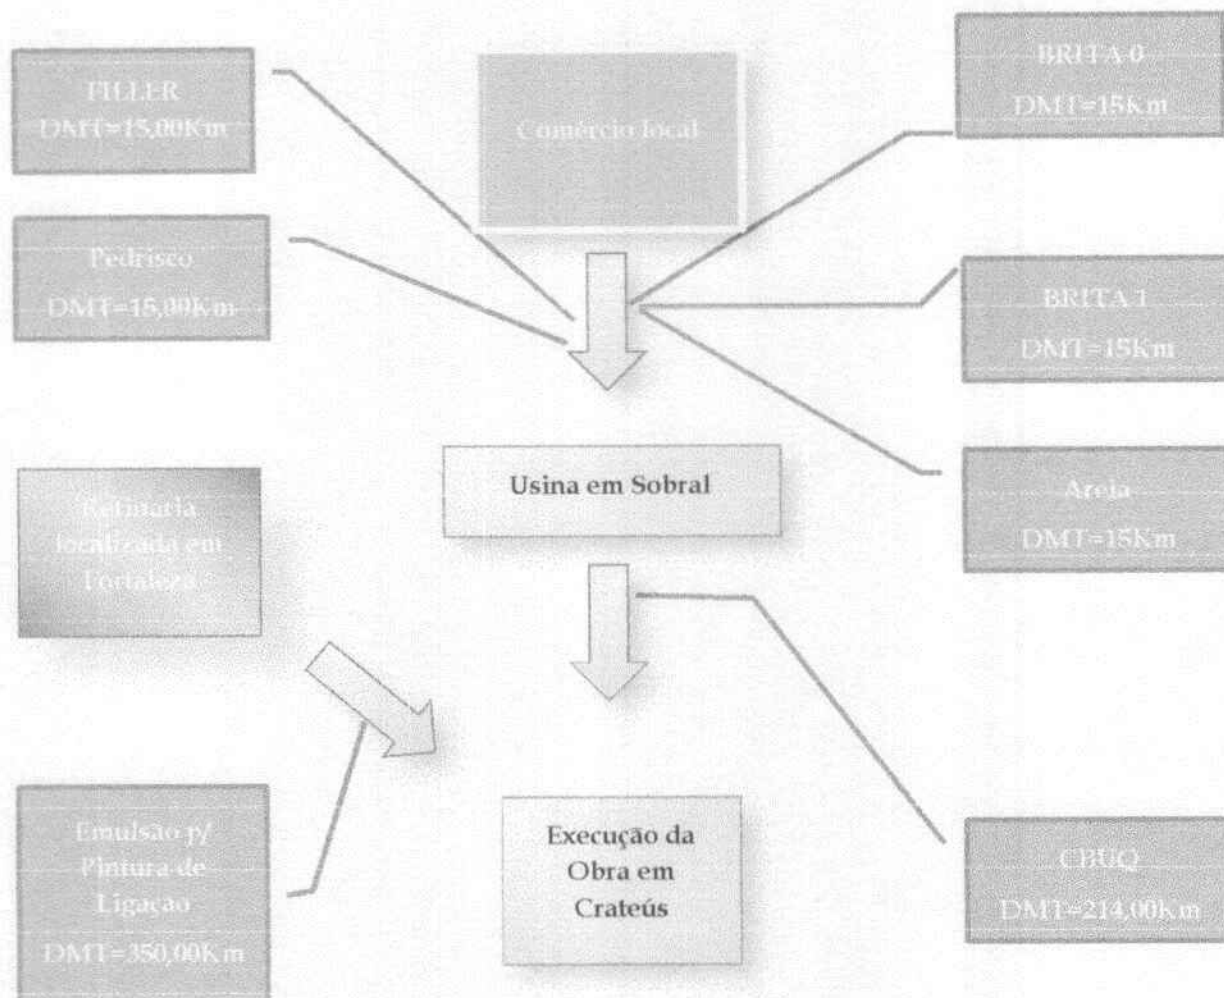 FILLER
DMT=15,00Km
Comércio local
BRITA 0
DMT=15Km
Pedrisco
DMT=15,00Km
BRITA 1
DMT=15Km
Usina em Sobral
Areia
DMT=15Km
Refinaria
localizada em
Fortaleza
Emulsão p/
Pintura de
Ligação
DMT=350,00Km
Execução da
Obra em
Crateús
CBUQ
DMT=214,00Km